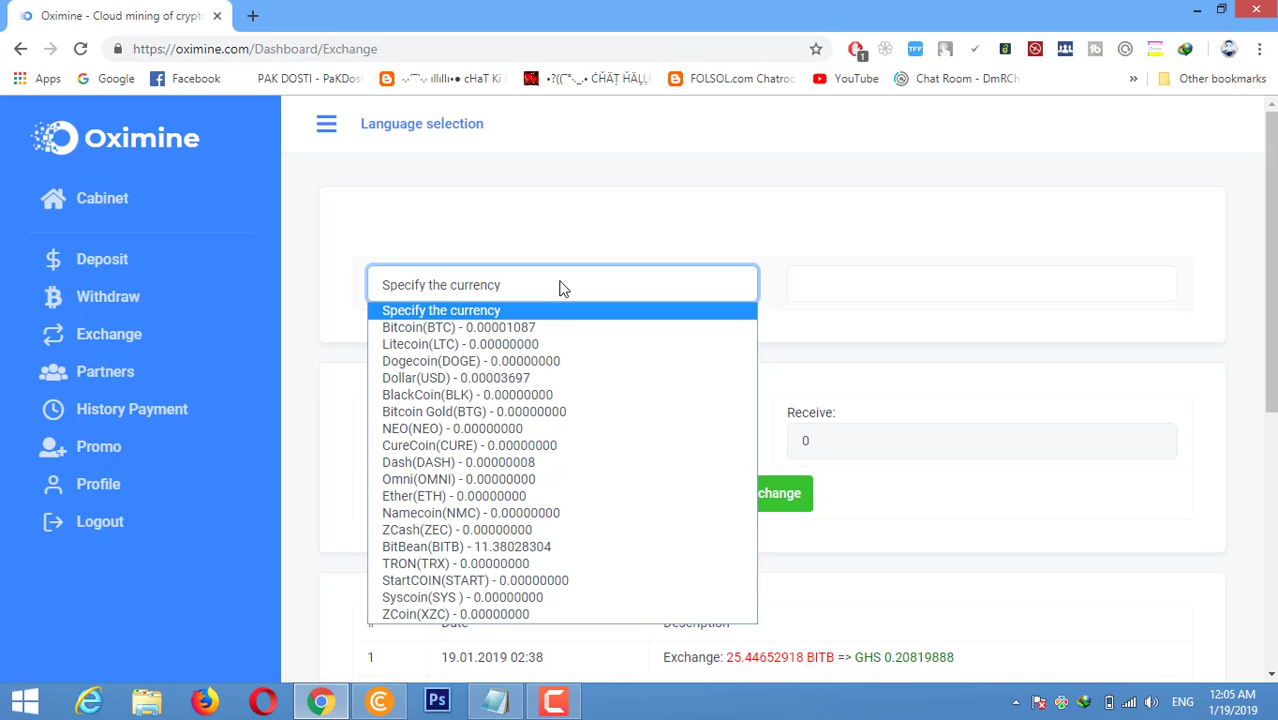 Oximine - Cloud mining of crypto
https://oximine.com/Dashboard/Exchange
1
Apps
Google
Facebook
PAK DOSTI - PaKDost
cHaT Ki
FOLSOL.com Chatroo
YouTube
Chat Room - DmRCh
»
Other bookmarks
Oximine
Language selection
Cabinet
Deposit
Withdraw
Exchange
Partners
History Payment
Promo
Profile
Logout
Specify the currency
Specify the currency
Bitcoin(BTC) - 0.00001087
Litecoin(LTC) - 0.00000000
Dogecoin(DOGE) - 0.00000000
Dollar(USD) - 0.00003697
BlackCoin(BLK) - 0.00000000
Bitcoin Gold(BTG) - 0.00000000
NEO(NEO) - 0.00000000
CureCoin(CURE) - 0.00000000
Dash(DASH) - 0.00000008
Omni(OMNI) - 0.00000000
Ether(ETH) - 0.00000000
Namecoin(NMC) - 0.00000000
ZCash(ZEC) - 0.00000000
BitBean(BITB) - 11.38028304
TRON(TRX) - 0.00000000
StartCOIN(START) - 0.00000000
Syscoin(SYS ) - 0.00000000
ZCoin(XZC) - 0.00000000
Receive:
0
change
# Date Description
1 19.01.2019 02:38 Exchange: 25.44652918 BITB => GHS 0.20819888
Ps
ENG
12:05 AM
1/19/2019